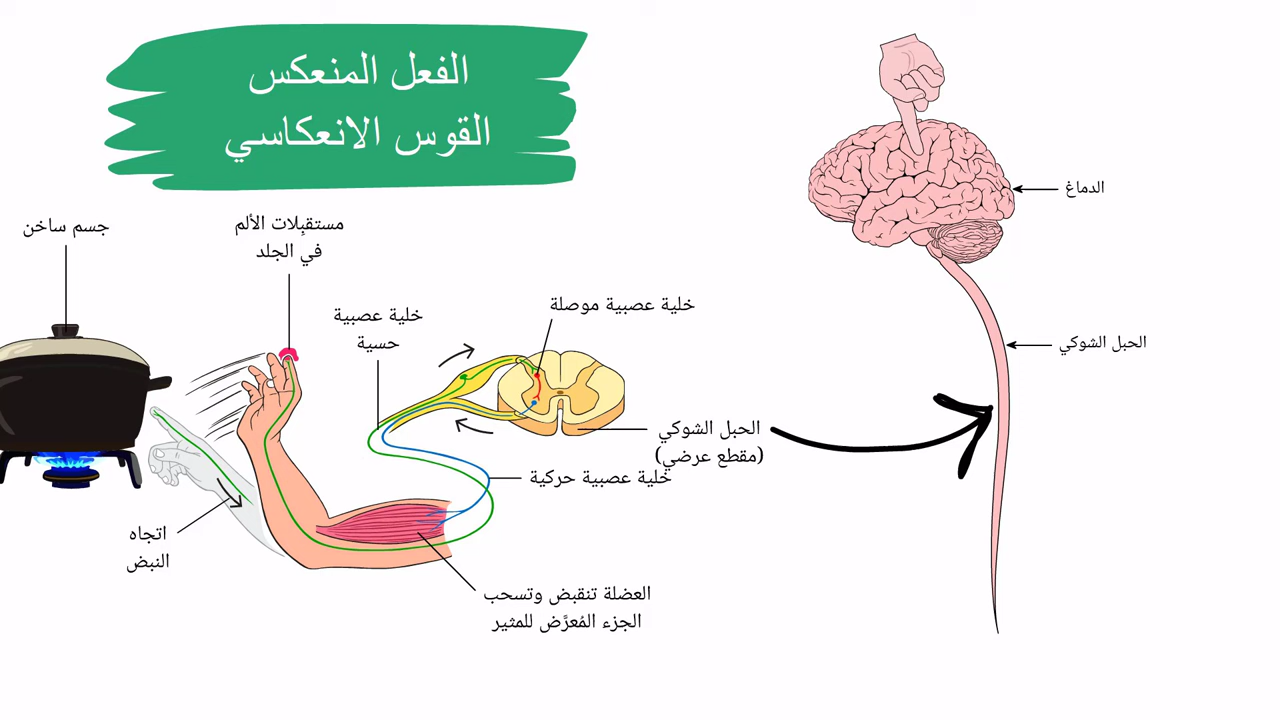 الفعل المنعكس
القوس الانعكاسي
الدماغ
الحبل الشوكي
جسم ساخن
مستقبِلات الألم
في الجلد
خلية عصبية
حسية
خلية عصبية موصلة
الحبل الشوكي
(مقطع عرضي)
خلية عصبية حركية
اتجاه
النبض
العضلة تنقبض وتسحب
الجزء المُعرَّض للمثير